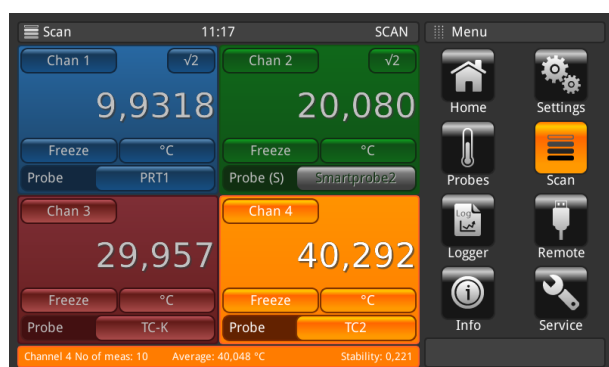 Scan 11:17 SCAN
Chan 1 √2
9,9318
Freeze °C
Probe PRT1
Chan 2 √2
20,080
Freeze °C
Probe (S) Smartprobe2
Chan 3
29,957
Freeze °C
Probe TC-K
Chan 4
40,292
Freeze °C
Probe TC2
Channel 4 No of meas: 10 Average: 40,048 °C Stability: 0,221
Menu
Home Settings
Probes Scan
Log
Logger Remote
Info Service